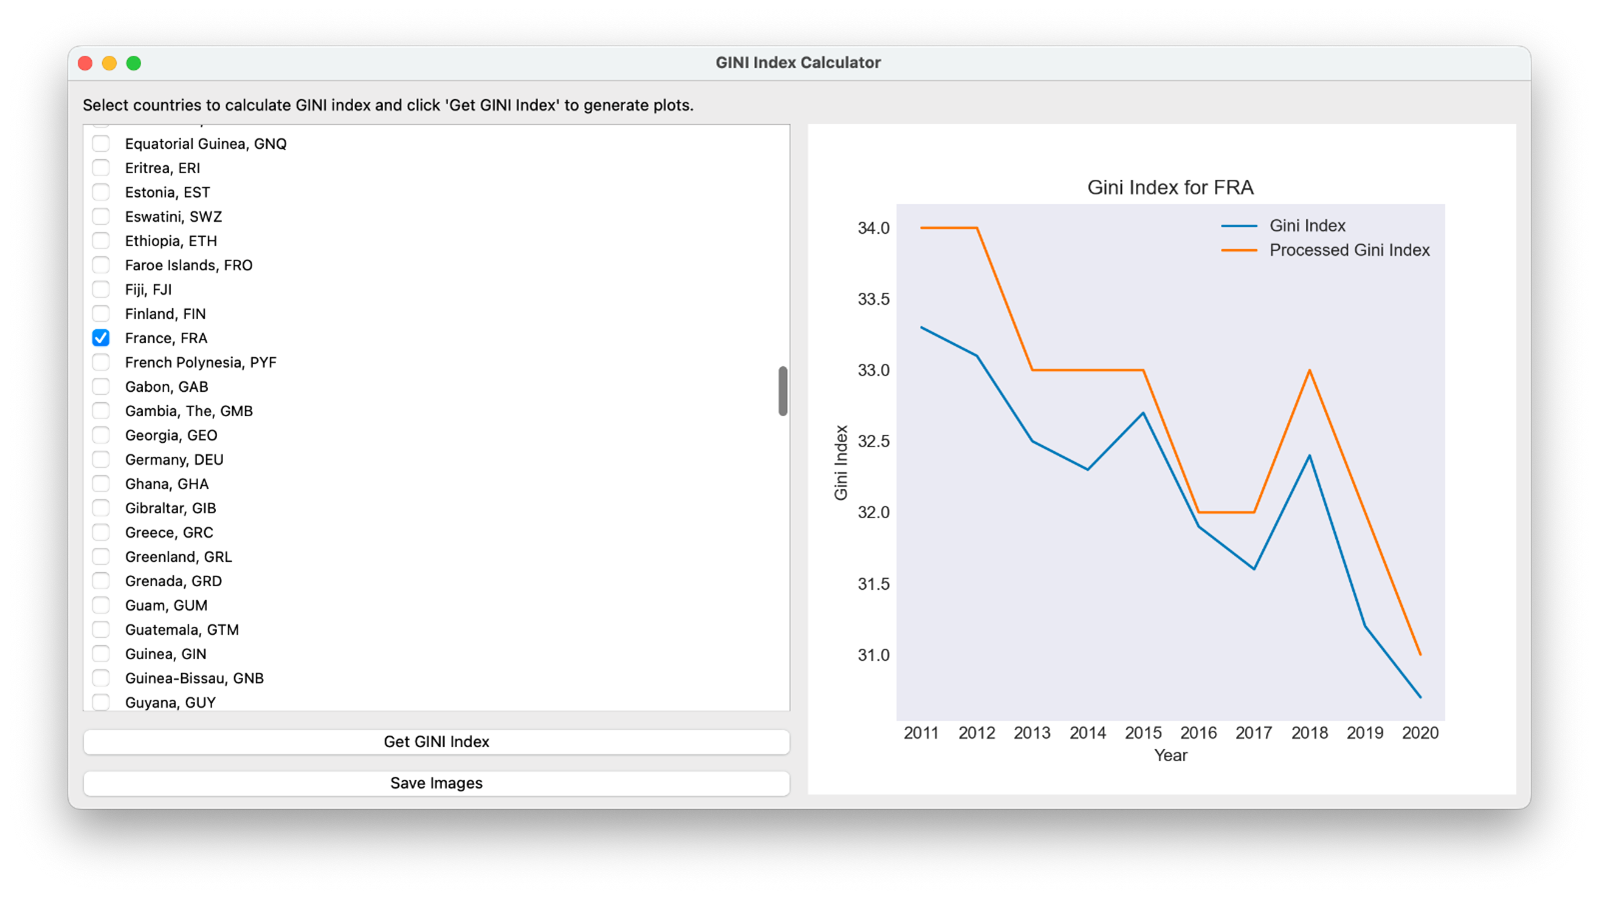 GINI Index Calculator
Select countries to calculate GINI index and click 'Get GINI Index' to generate plots.
Equatorial Guinea, GNQ
Eritrea, ERI
Estonia, EST
Eswatini, SWZ
Ethiopia, ETH
Faroe Islands, FRO
Fiji, FJI
Finland, FIN
France, FRA
French Polynesia, PYF
Gabon, GAB
Gambia, The, GMB
Georgia, GEO
Germany, DEU
Ghana, GHA
Gibraltar, GIB
Greece, GRC
Greenland, GRL
Grenada, GRD
Guam, GUM
Guatemala, GTM
Guinea, GIN
Guinea-Bissau, GNB
Guyana, GUY
Get GINI Index
Save Images
Gini Index for FRA
Gini Index
Processed Gini Index
34.0
33.5
33.0
32.5
32.0
31.5
31.0
Gini Index
2011 2012 2013 2014 2015 2016 2017 2018 2019 2020
Year